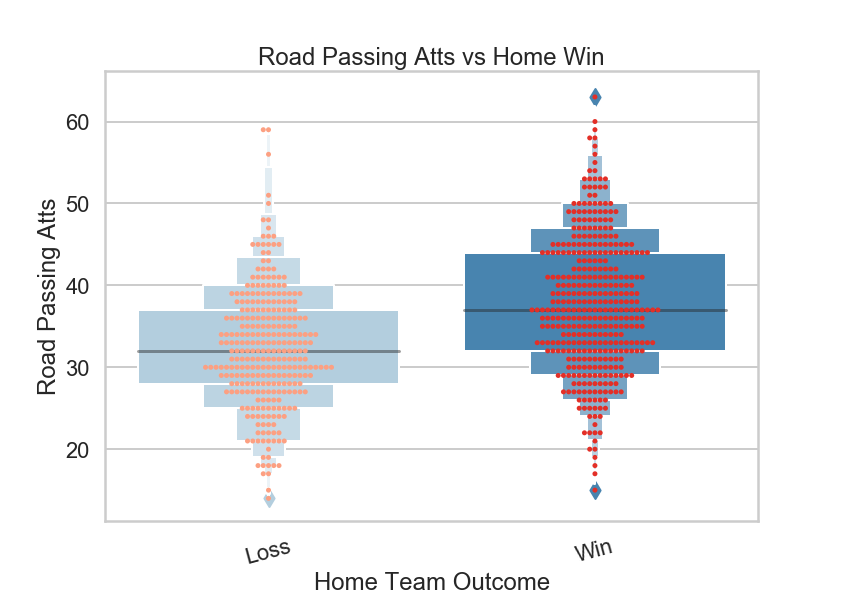 Road Passing Atts vs Home Win
60
50
40
30
20
Road Passing Atts
Loss
Win
Home Team Outcome